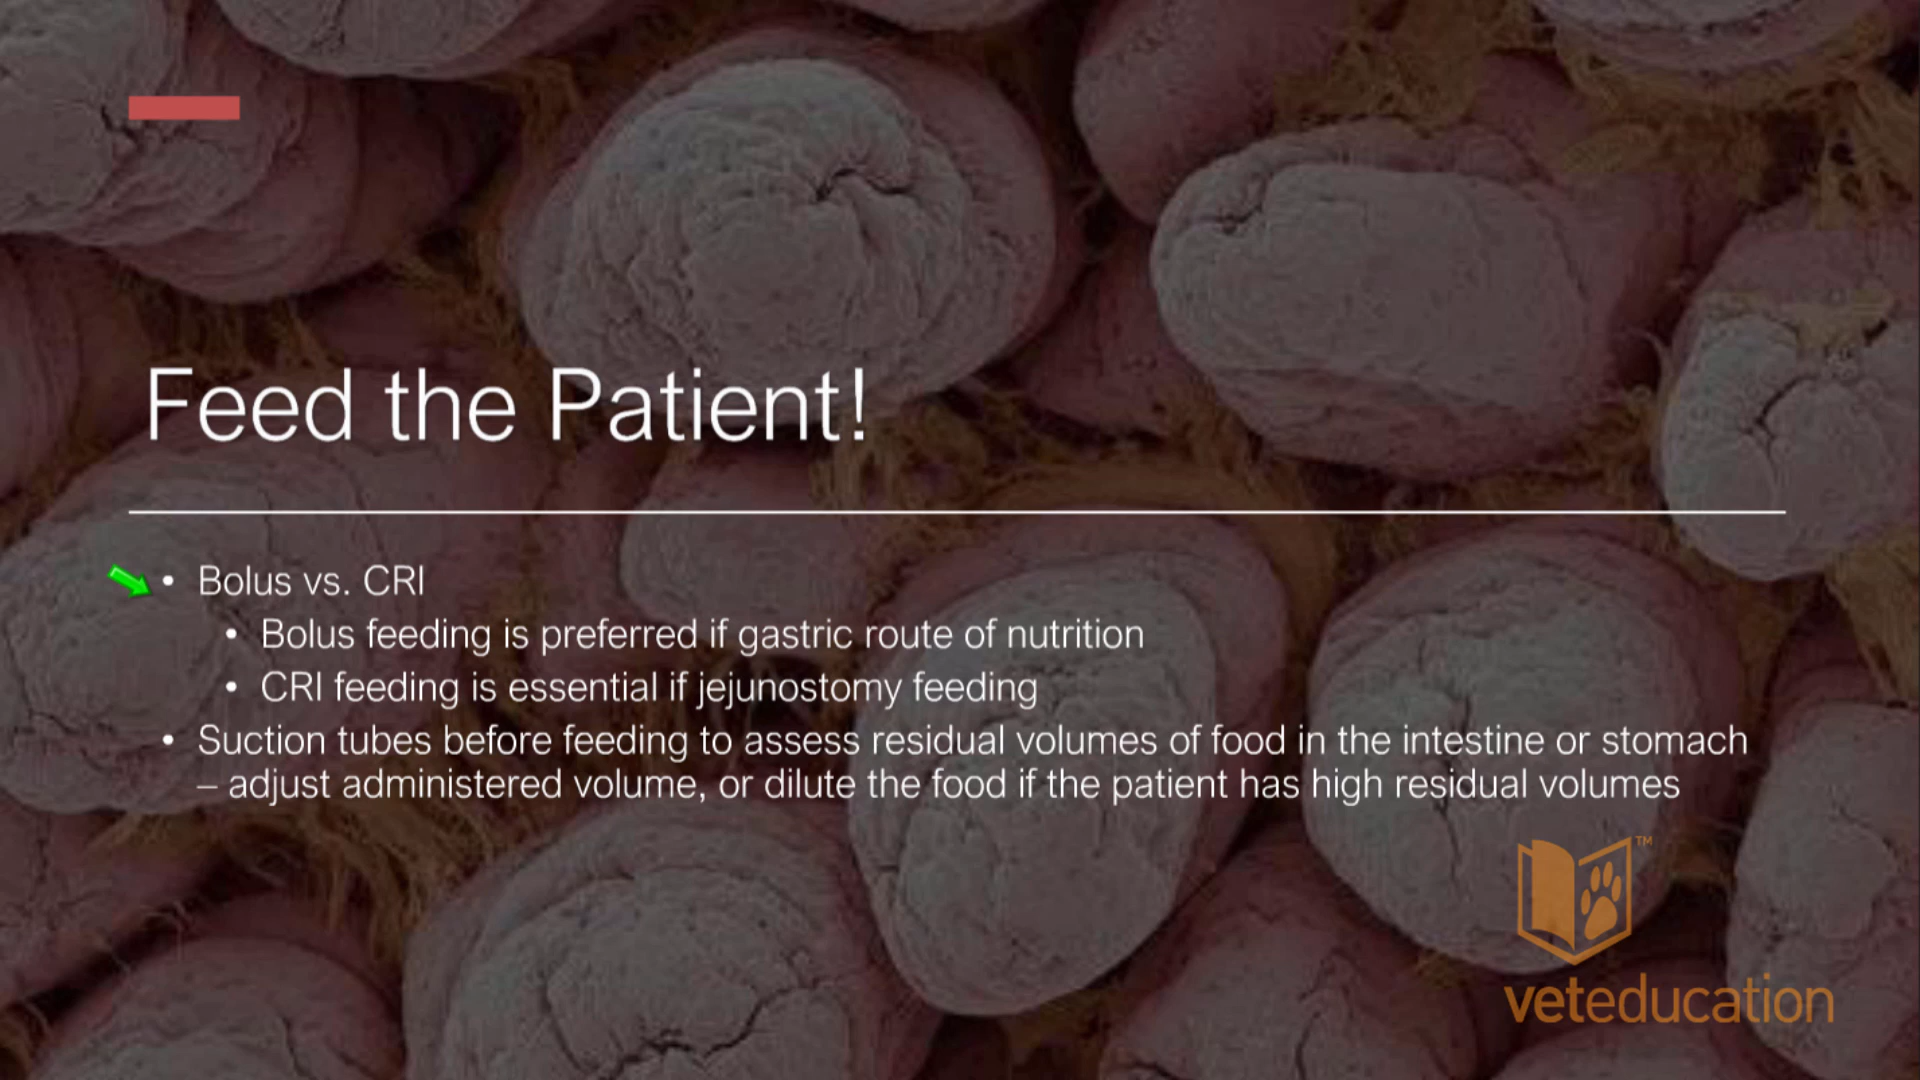 Feed the Patient!
• Bolus vs. CRI
• Bolus feeding is preferred if gastric route of nutrition
• CRI feeding is essential if jejunostomy feeding
• Suction tubes before feeding to assess residual volumes of food in the intestine or stomach
– adjust administered volume, or dilute the food if the patient has high residual volumes
TM
veteducation